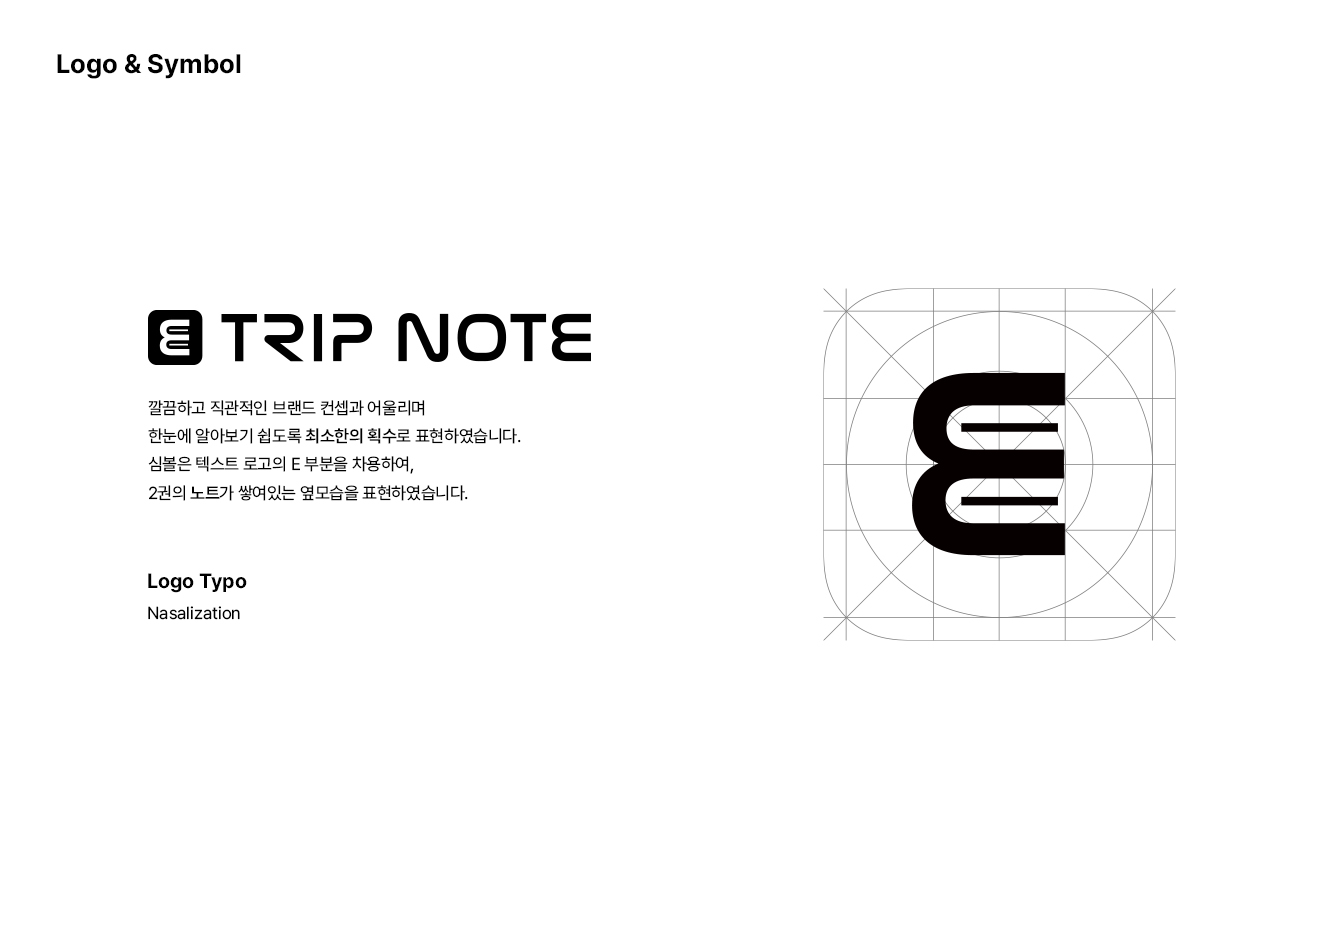 Logo & Symbol
E TRIP NOTE
깔끔하고 직관적인 브랜드 컨셉과 어울리며
한눈에 알아보기 쉽도록 최소한의 획수로 표현하였습니다.
심볼은 텍스트 로고의 E 부분을 차용하여,
2권의 노트가 쌓여있는 옆모습을 표현하였습니다.
Logo Typo
Nasalization
E